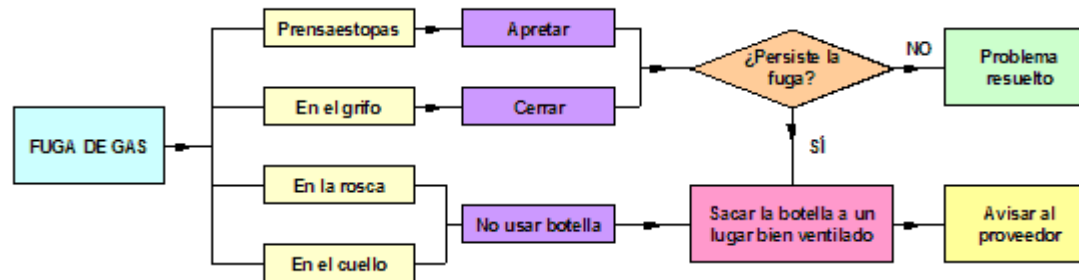 FUGA DE GAS
Prensaestopas
Apretar
En el grifo
Cerrar
En la rosca
En el cuello
No usar botella
¿Persiste la
fuga?
NO
Problema
resuelto
SÍ
Sacar la botella a un
lugar bien ventilado
Avisar al
proveedor